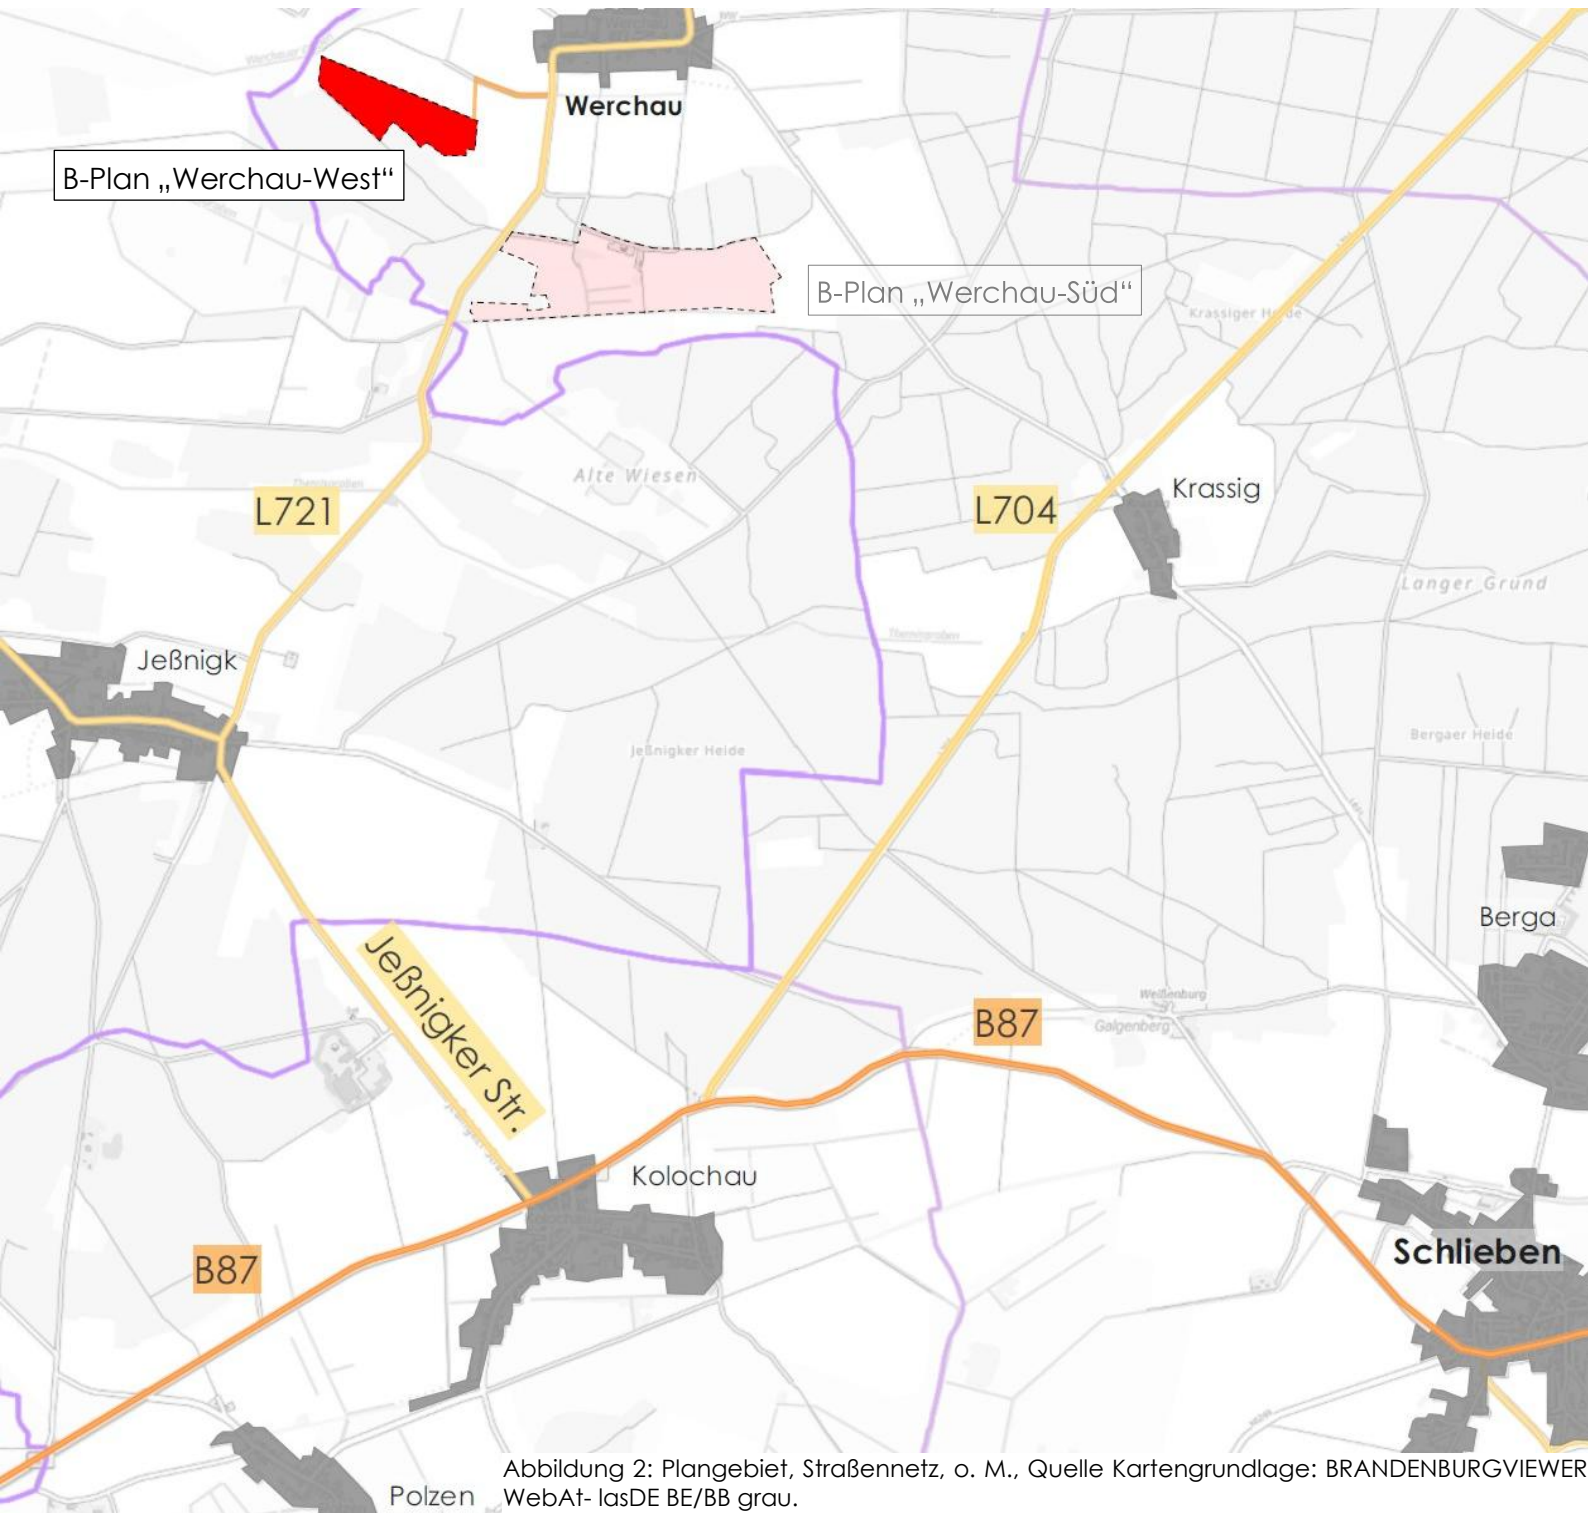 Werchau
B-Plan „Werchau-West“
B-Plan „Werchau-Süd“
Krassiger Heide
Alte Wiesen
L721
L704
Krassig
Langer Grund
Jeßnigk
Jeßnigker Heide
Bergaer Heide
Berga
Jeßnigker Str.
Weißenburg
B87
Galgenberg
Kolochau
B87
Schlieben
Polzen
Abbildung 2: Plangebiet, Straßennetz, o. M., Quelle Kartengrundlage: BRANDENBURGVIEWER
WebAt- lasDE BE/BB grau.